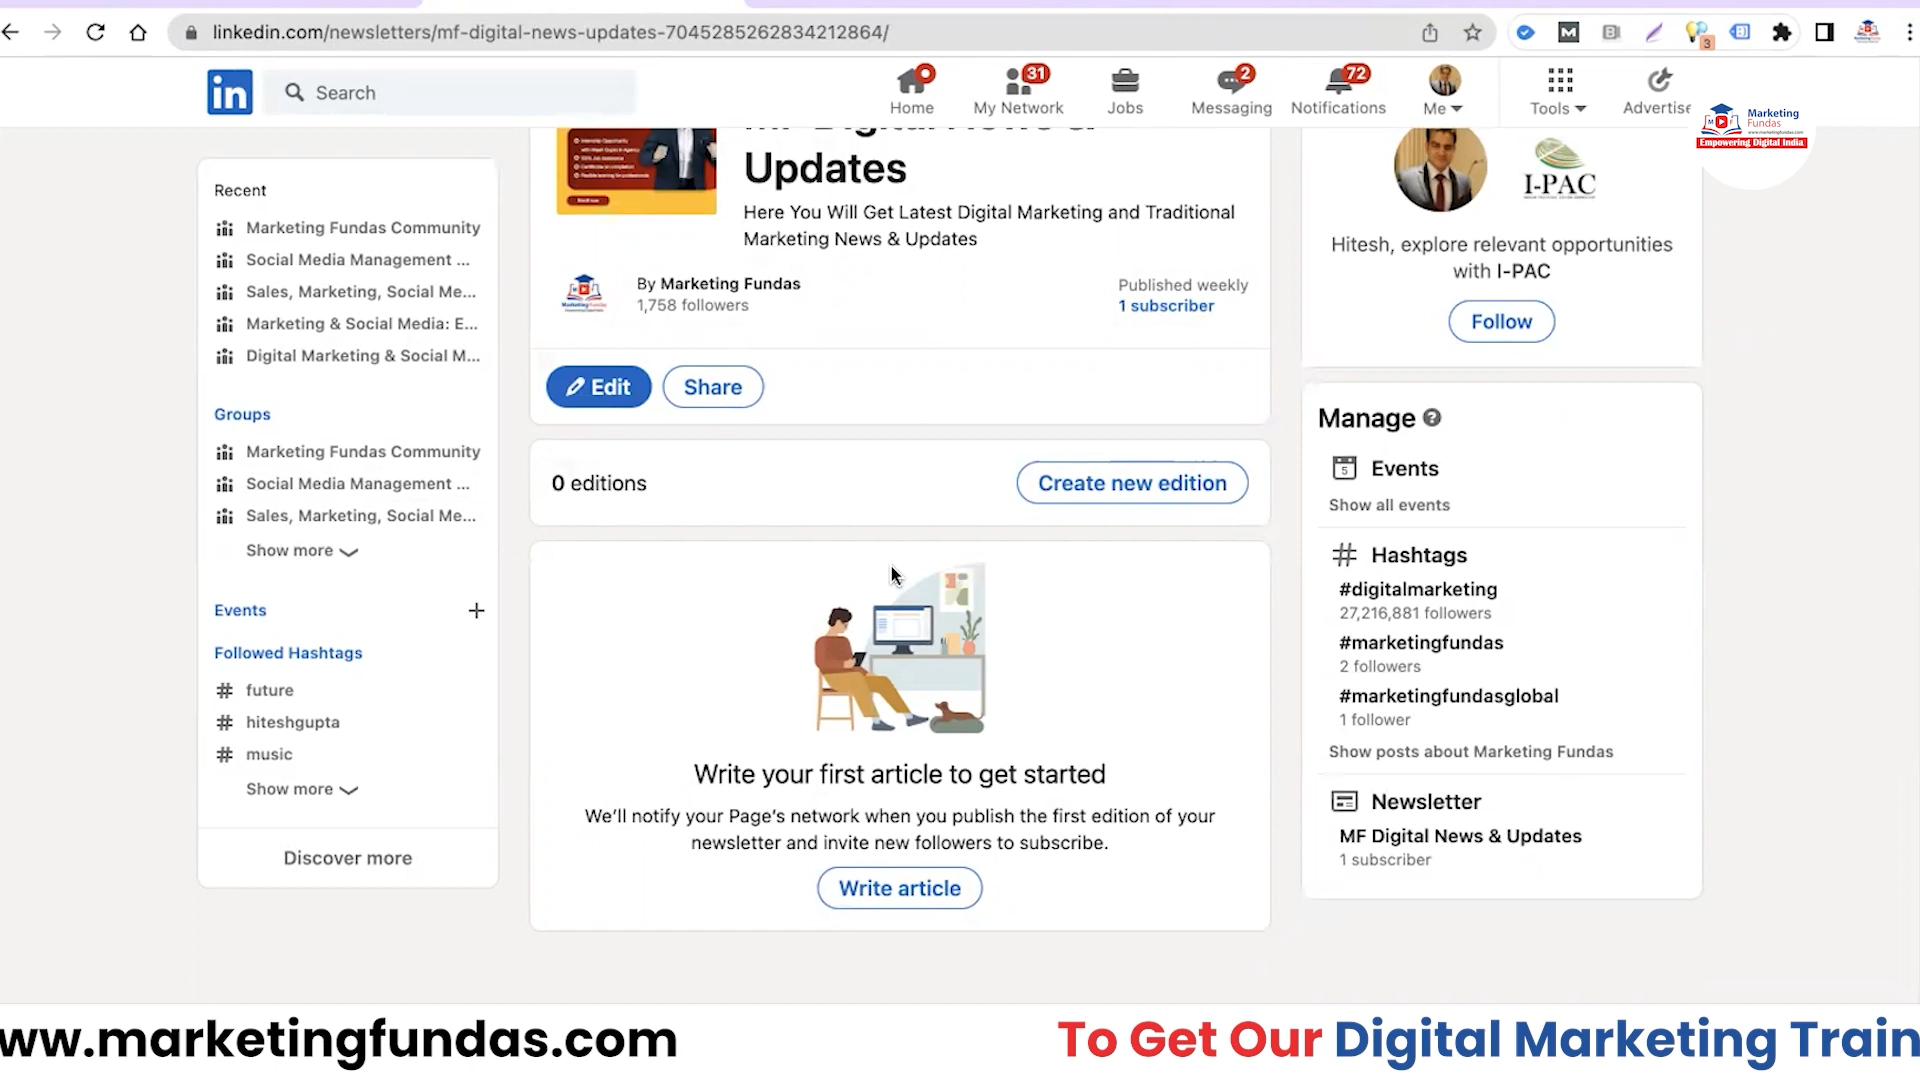 linkedin.com/newsletters/mf-digital-news-updates-7045285262834212864/
3
in
Search
Home
31
My Network
Jobs
2
Messaging
72
Notifications
Me
Tools
Advertise
Marketing
Fundas
www.marketingfundas.com
Empowering Digital India
Recent
Marketing Fundas Community
Social Media Management ...
Sales, Marketing, Social Me...
Marketing & Social Media: E...
Digital Marketing & Social M...
Groups
Marketing Fundas Community
Social Media Management ...
Sales, Marketing, Social Me...
Show more
Events
Followed Hashtags
# future
# hiteshgupta
# music
Show more
Discover more
MF Digital News &
Updates
Here You Will Get Latest Digital Marketing and Traditional
Marketing News & Updates
By Marketing Fundas
1,758 followers
Published weekly
1 subscriber
Edit
Share
0 editions
Create new edition
Write your first article to get started
We'll notify your Page's network when you publish the first edition of your
newsletter and invite new followers to subscribe.
Write article
I-PAC
Hitesh, explore relevant opportunities
with I-PAC
Follow
Manage
5
Events
Show all events
# Hashtags
#digitalmarketing
27,216,881 followers
#marketingfundas
2 followers
#marketingfundasglobal
1 follower
Show posts about Marketing Fundas
Newsletter
MF Digital News & Updates
1 subscriber
ww.marketingfundas.com
To Get Our Digital Marketing Train